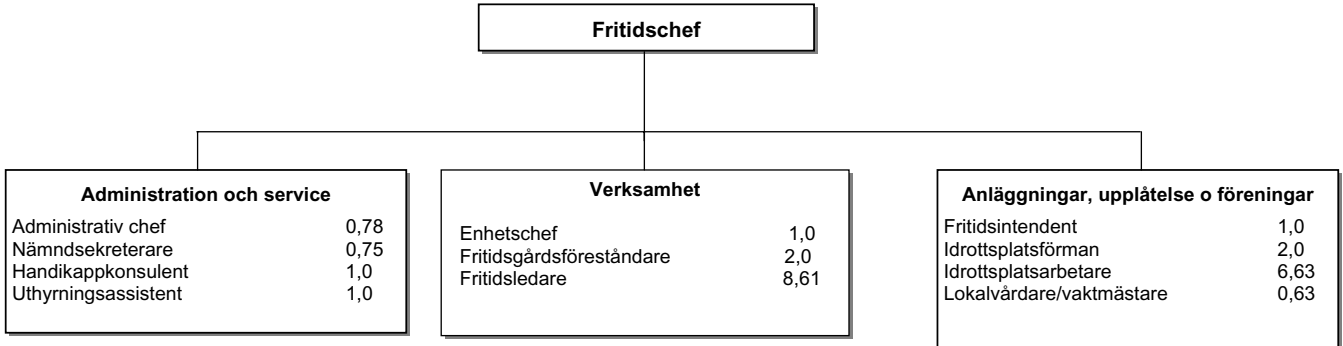 Fritidschef
Administration och service
Administrativ chef 0,78
Nämndsekreterare 0,75
Handikappkonsulent 1,0
Uthyrningsassistent 1,0
Verksamhet
Enhetschef 1,0
Fritidsgårdsföreståndare 2,0
Fritidsledare 8,61
Anläggningar, upplåtelse o föreningar
Fritidsintendent 1,0
Idrottsplatsförman 2,0
Idrottsplatsarbetare 6,63
Lokalvårdare/vaktmästare 0,63